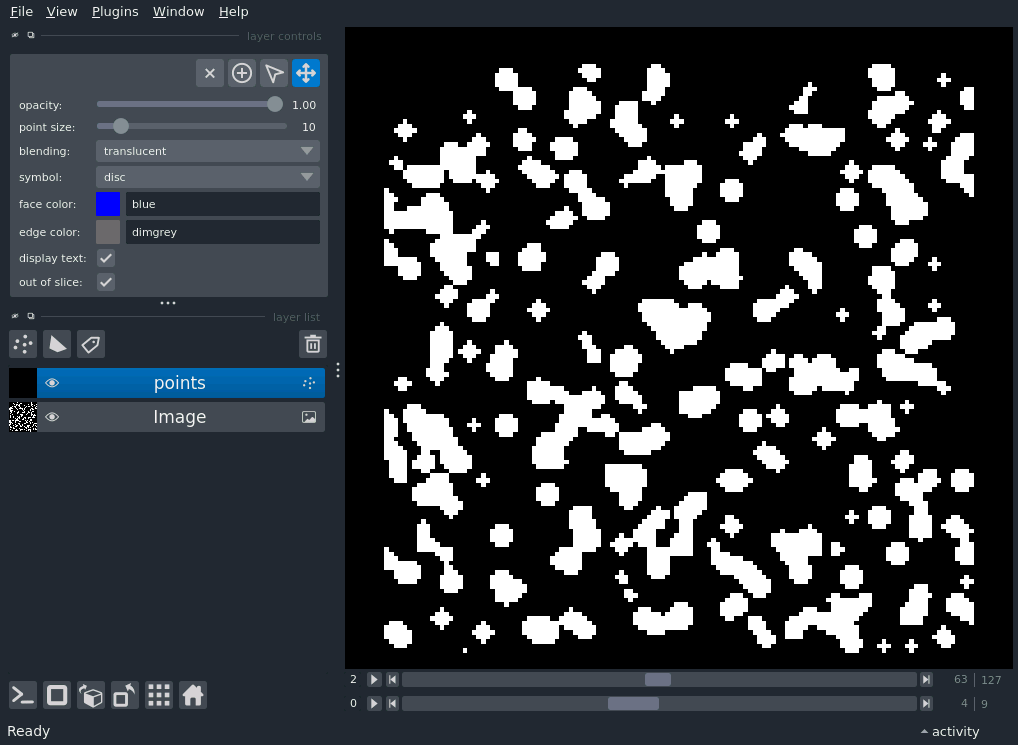 File View Plugins Window Help
layer controls
opacity: 1.00
point size: 10
blending: translucent
symbol: disc
face color: blue
edge color: dimgrey
display text:
out of slice:
layer list
points
Image
2 63 127
0 4 9
Ready activity